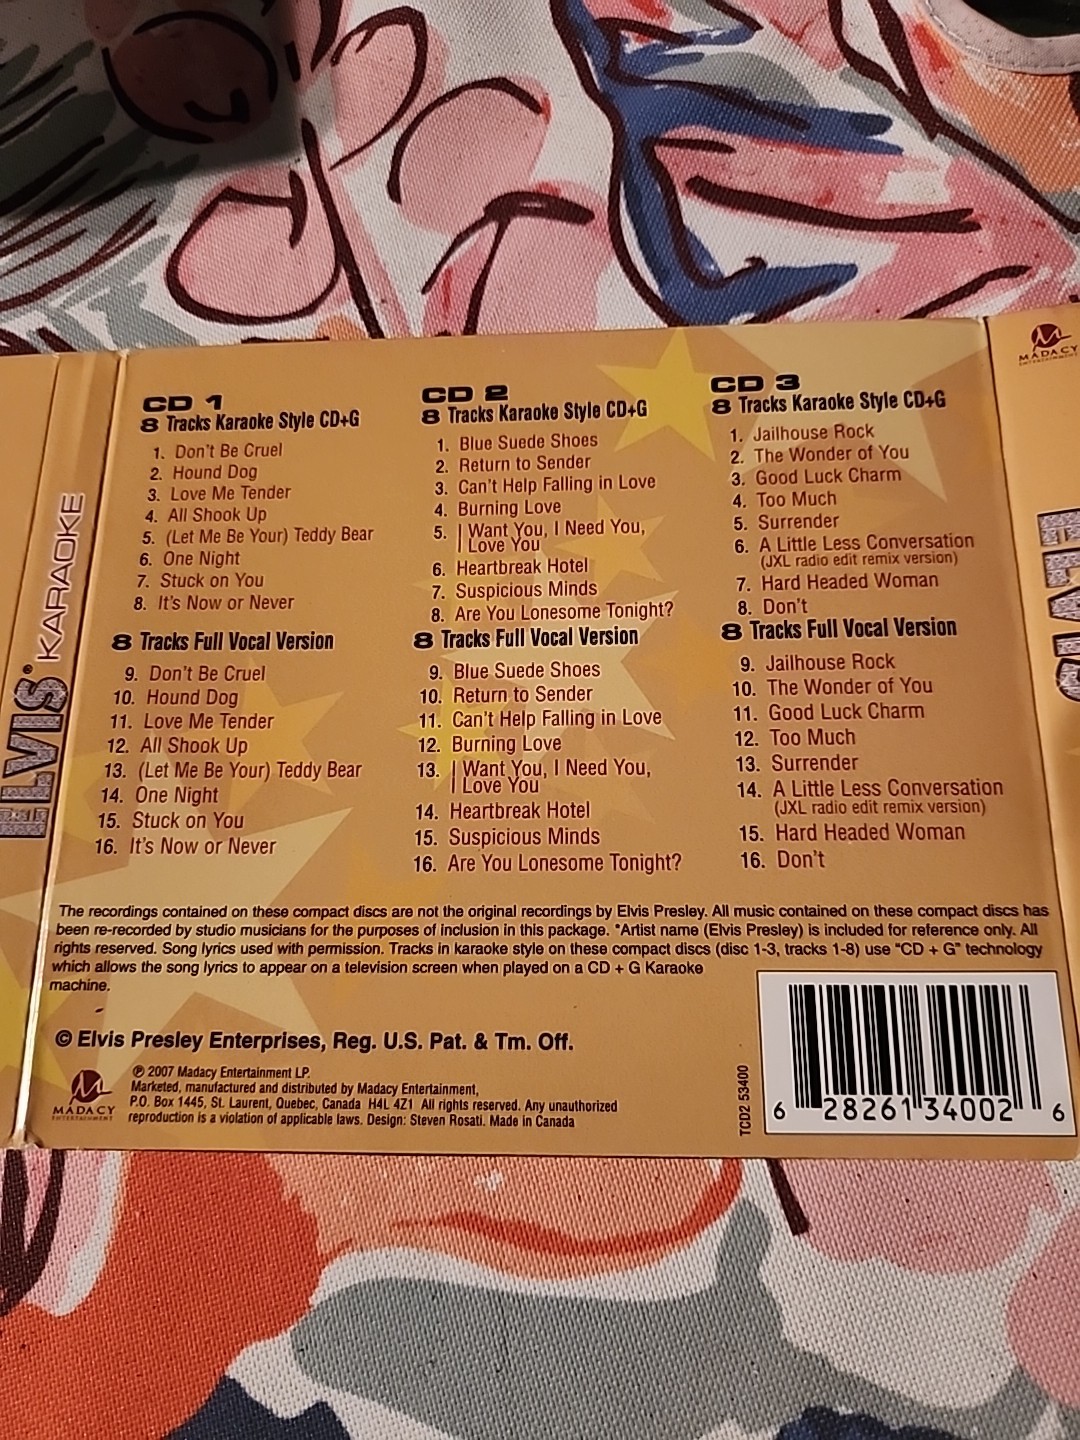 ELVIS® KARAOKE
CD 1
8 Tracks Karaoke Style CD+G
1. Don't Be Cruel
2. Hound Dog
3. Love Me Tender
4. All Shook Up
5. (Let Me Be Your) Teddy Bear
6. One Night
7. Stuck on You
8. It's Now or Never
8 Tracks Full Vocal Version
9. Don't Be Cruel
10. Hound Dog
11. Love Me Tender
12. All Shook Up
13. (Let Me Be Your) Teddy Bear
14. One Night
15. Stuck on You
16. It's Now or Never
CD 2
8 Tracks Karaoke Style CD+G
1. Blue Suede Shoes
2. Return to Sender
3. Can't Help Falling in Love
4. Burning Love
5. I Want You, I Need You,
I Love You
6. Heartbreak Hotel
7. Suspicious Minds
8. Are You Lonesome Tonight?
8 Tracks Full Vocal Version
9. Blue Suede Shoes
10. Return to Sender
11. Can't Help Falling in Love
12. Burning Love
13. I Want You, I Need You,
I Love You
14. Heartbreak Hotel
15. Suspicious Minds
16. Are You Lonesome Tonight?
CD 3
8 Tracks Karaoke Style CD+G
1. Jailhouse Rock
2. The Wonder of You
3. Good Luck Charm
4. Too Much
5. Surrender
6. A Little Less Conversation
(JXL radio edit remix version)
7. Hard Headed Woman
8. Don't
8 Tracks Full Vocal Version
9. Jailhouse Rock
10. The Wonder of You
11. Good Luck Charm
12. Too Much
13. Surrender
14. A Little Less Conversation
(JXL radio edit remix version)
15. Hard Headed Woman
16. Don't
The recordings contained on these compact discs are not the original recordings by Elvis Presley. All music contained on these compact discs has
been re-recorded by studio musicians for the purposes of inclusion in this package. *Artist name (Elvis Presley) is included for reference only. All
rights reserved. Song lyrics used with permission. Tracks in karaoke style on these compact discs (disc 1-3, tracks 1-8) use "CD + G" technology
which allows the song lyrics to appear on a television screen when played on a CD + G Karaoke
machine.
© Elvis Presley Enterprises, Reg. U.S. Pat. & Tm. Off.
MADACY
ENTERTAINMENT
℗ 2007 Madacy Entertainment LP.
Marketed, manufactured and distributed by Madacy Entertainment,
P.O. Box 1445, St. Laurent, Quebec, Canada H4L 4Z1 All rights reserved. Any unauthorized
reproduction is a violation of applicable laws. Design: Steven Rosati. Made in Canada
TCD2 53400
6 28261 34002 6
MADACY
ENTERTAINMENT
ELVIS